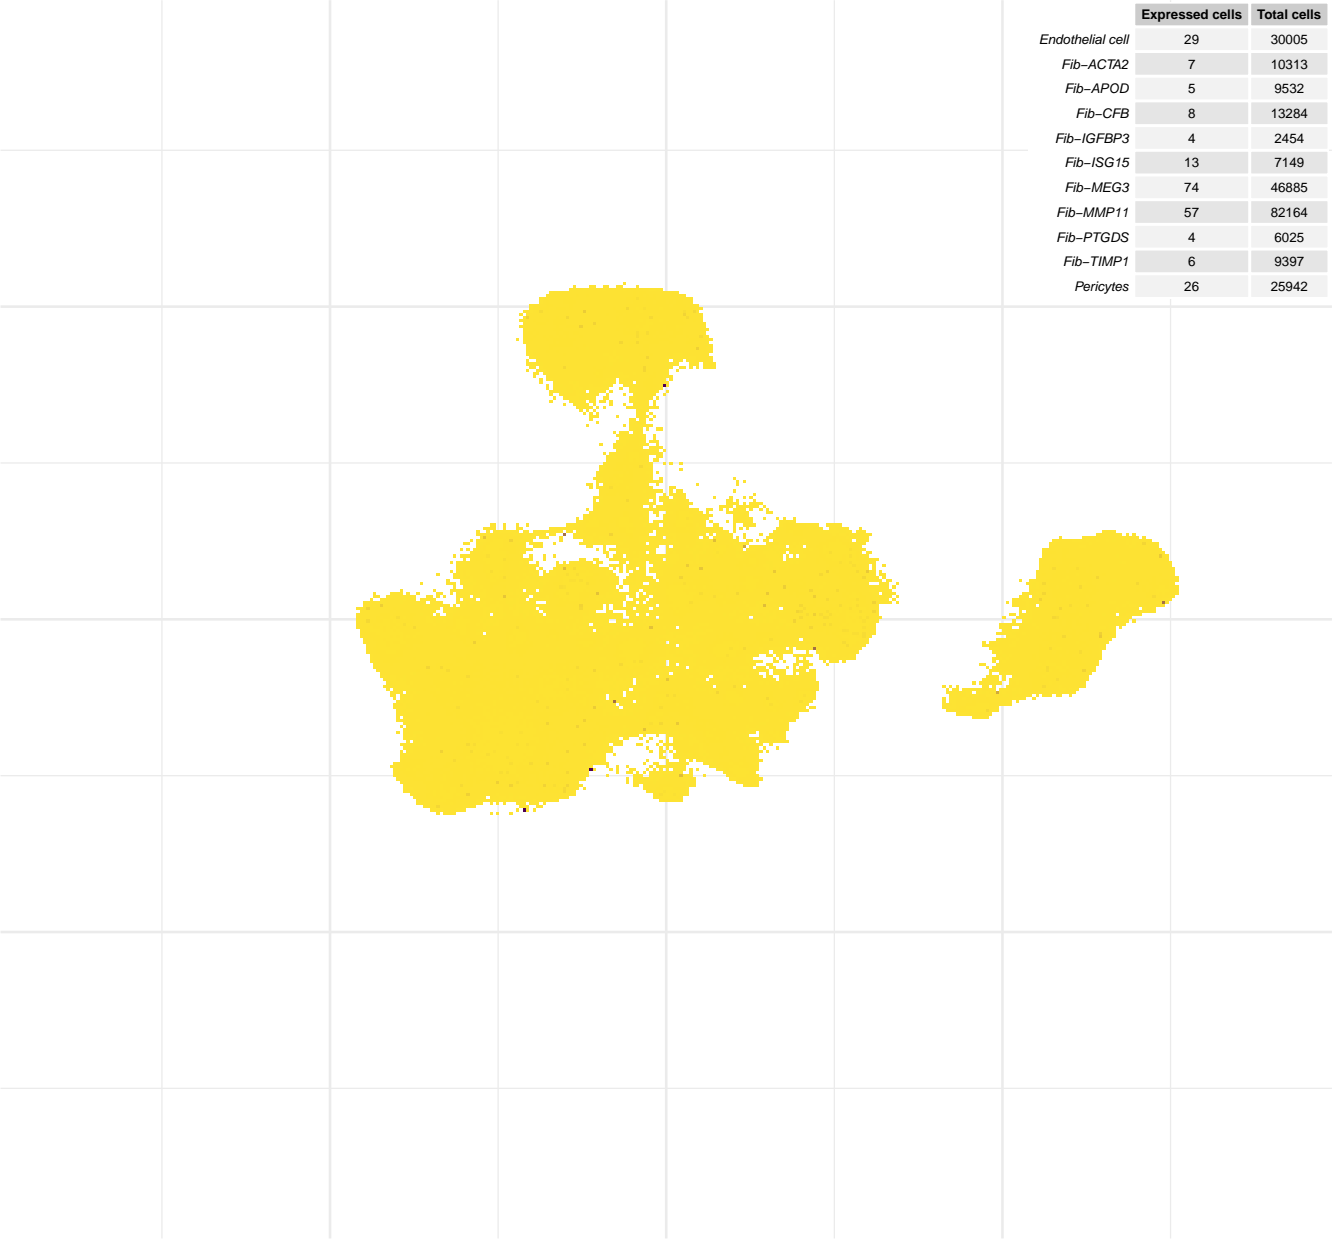 Expressed cells Total cells
Endothelial cell 29 30005
Fib−ACTA2 7 10313
Fib−APOD 5 9532
Fib−CFB 8 13284
Fib−IGFBP3 4 2454
Fib−ISG15 13 7149
Fib−MEG3 74 46885
Fib−MMP11 57 82164
Fib−PTGDS 4 6025
Fib−TIMP1 6 9397
Pericytes 26 25942